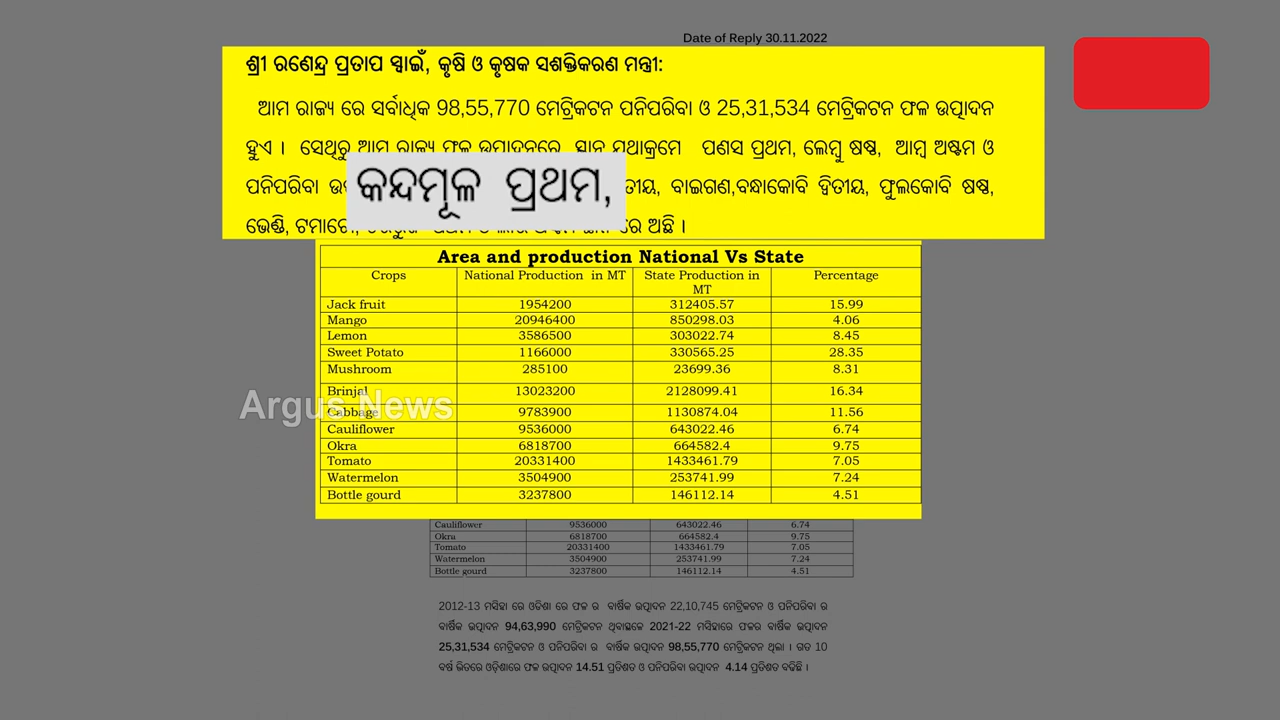 Date of Reply 30.11.2022
ଶ୍ରୀ ରଣେନ୍ଦ୍ର ପ୍ରତାପ ସ୍ୱାଇଁ, କୃଷି ଓ କୃଷକ ସଶକ୍ତିକରଣ ମନ୍ତ୍ରୀ:
ଆମ ରାଜ୍ୟ ରେ ସର୍ବାଧିକ 98,55,770 ମେଟ୍ରିକଟନ ପନିପରିବା ଓ 25,31,534 ମେଟ୍ରିକଟନ ଫଳ ଉତ୍ପାଦନ
ହୁଏ । ସେଥିରୁ ଆମ ରାଜ୍ୟ ଫଳ ଉତ୍ପାଦନରେ ସ୍ଥାନ ଯଥାକ୍ରମେ ପଣସ ପ୍ରଥମ, ଲେମ୍ବୁ ଷଷ୍ଠ, ଆମ୍ବ ଅଷ୍ଟମ ଓ
ପନିପରିବା ବାଇଗଣ,ବନ୍ଧାକୋବି ଦ୍ୱିତୀୟ, ଫୁଲକୋବି ଷଷ୍ଠ,
କନ୍ଦମୂଳ ପ୍ରଥମ,
ଭେଣ୍ଡି, ରେ ଅଛି ।
Area and production National Vs State
Crops National Production in MT State Production in MT Percentage
Jack fruit 1954200 312405.57 15.99
Mango 20946400 850298.03 4.06
Lemon 3586500 303022.74 8.45
Sweet Potato 1166000 330565.25 28.35
Mushroom 285100 23699.36 8.31
Brinjal 13023200 2128099.41 16.34
Argus News
Cabbage 9783900 1130874.04 11.56
Cauliflower 9536000 643022.46 6.74
Okra 6818700 664582.4 9.75
Tomato 20331400 1433461.79 7.05
Watermelon 3504900 253741.99 7.24
Bottle gourd 3237800 146112.14 4.51
Cauliflower 9536000 643022.46 6.74
Okra 6818700 664582.4 9.75
Tomato 20331400 1433461.79 7.05
Watermelon 3504900 253741.99 7.24
Bottle gourd 3237800 146112.14 4.51
2012-13 ମସିହା ରେ ଓଡିଶା ରେ ଫଳ ର ବାର୍ଷିକ ଉତ୍ପାଦନ 22,10,745 ମେଟ୍ରିକଟନ ଓ ପନିପରିବା ର
ବାର୍ଷିକ ଉତ୍ପାଦନ 94,63,990 ମେଟ୍ରିକଟନ ଥିବାସ୍ଥଳେ 2021-22 ମସିହାରେ ଫଳର ବାର୍ଷିକ ଉତ୍ପାଦନ
25,31,534 ମେଟ୍ରିକଟନ ଓ ପନିପରିବା ର ବାର୍ଷିକ ଉତ୍ପାଦନ 98,55,770 ମେଟ୍ରିକଟନ ଥିଲା । ଗତ 10
ବର୍ଷ ଭିତରେ ଓଡ଼ିଶାରେ ଫଳ ଉତ୍ପାଦନ 14.51 ପ୍ରତିଶତ ଓ ପନିପରିବା ଉତ୍ପାଦନ 4.14 ପ୍ରତିଶତ ବଢିଛି ।